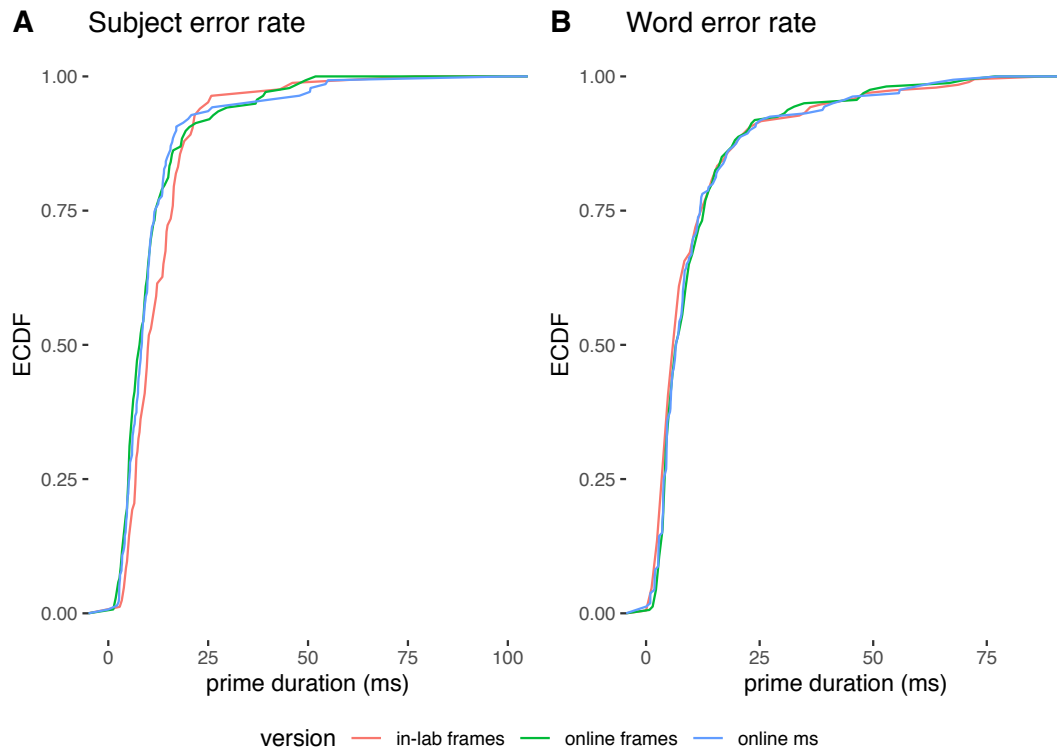 A Subject error rate
B Word error rate
1.00
0.75
0.50
0.25
0.00
ECDF
0 25 50 75 100
prime duration (ms)
1.00
0.75
0.50
0.25
0.00
ECDF
0 25 50 75
prime duration (ms)
version in-lab frames online frames online ms